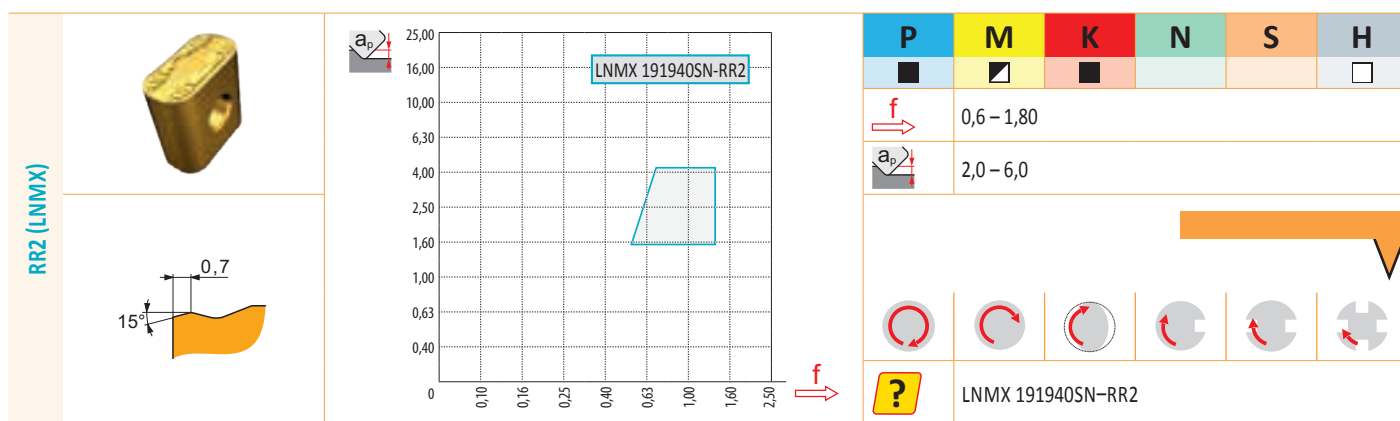 RR2 (LNMX)
0,7
15°
aₚ
25,00
16,00
10,00
6,30
4,00
2,50
1,60
1,00
0,63
0,40
0
0,10
0,16
0,25
0,40
0,63
1,00
1,60
2,50
f
LNMX 191940SN-RR2
P M K N S H
f 0,6 – 1,80
aₚ 2,0 – 6,0
? LNMX 191940SN–RR2